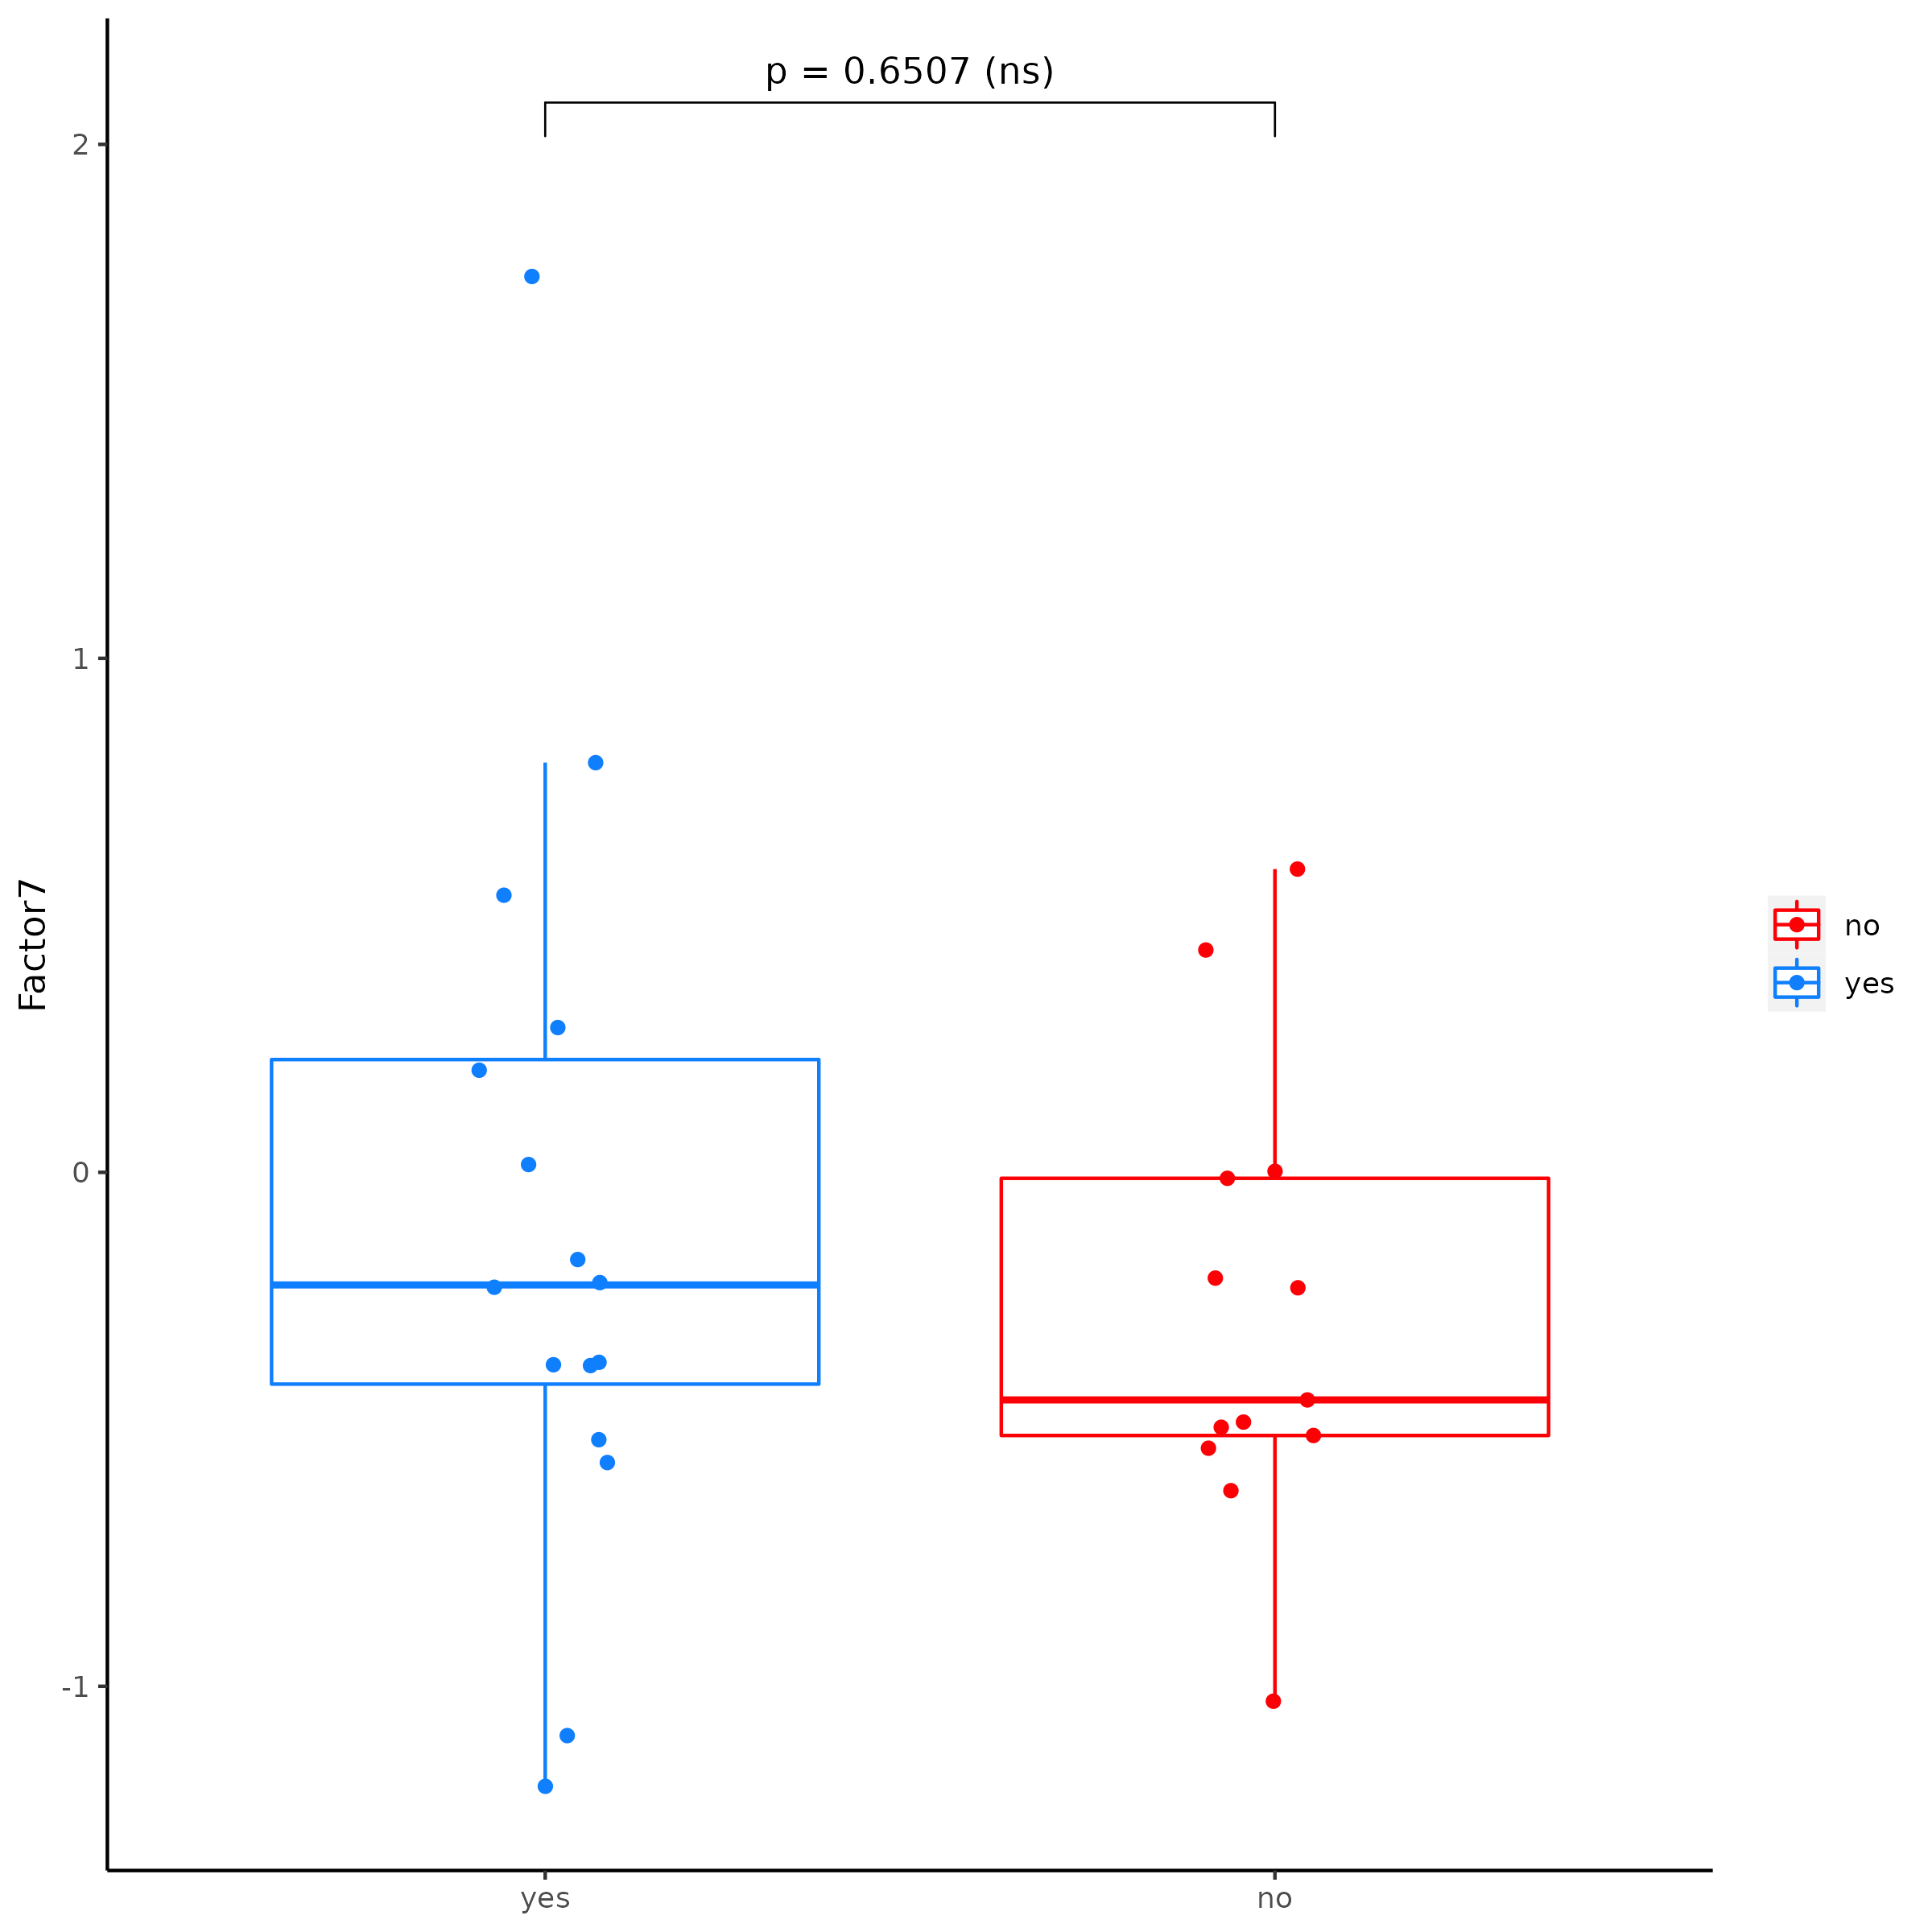 p = 0.6507 (ns)
2
1
0
-1
Factor7
yes
no
no
yes